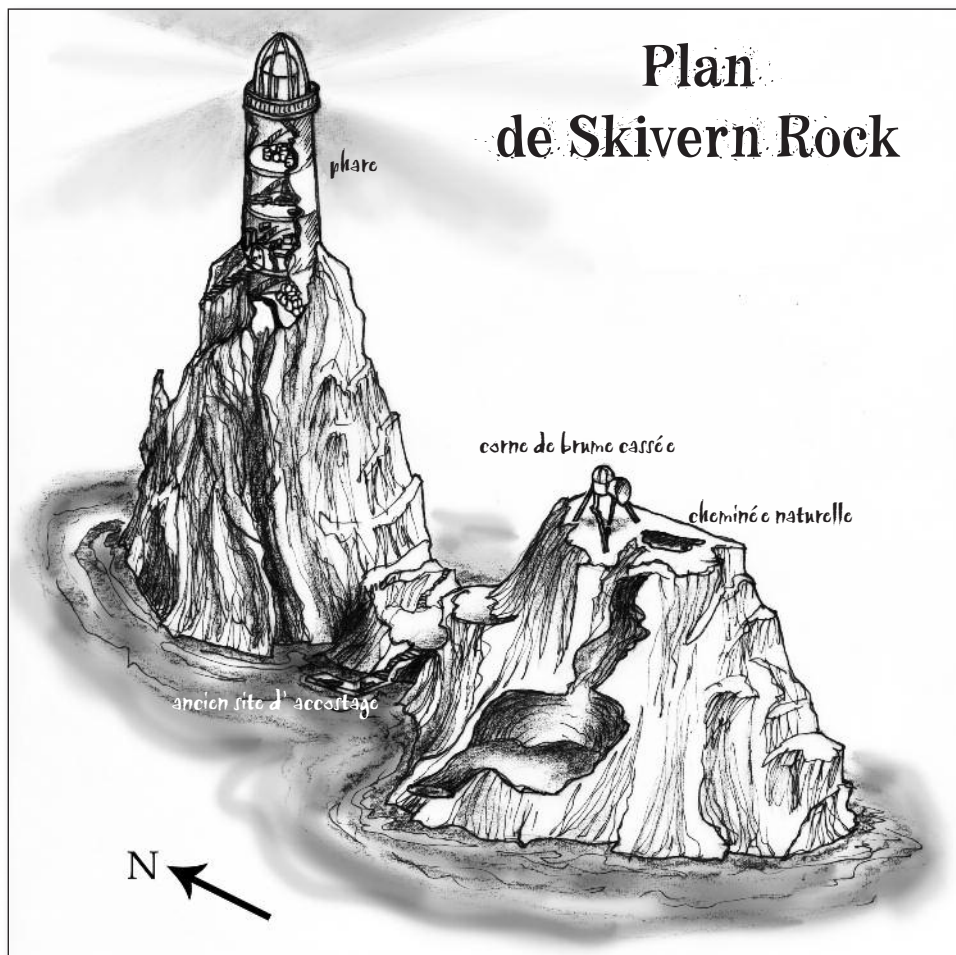 Plan
de Skivern Rock
phare
corne de brume cassée
cheminée naturelle
ancien site d'accostage
N